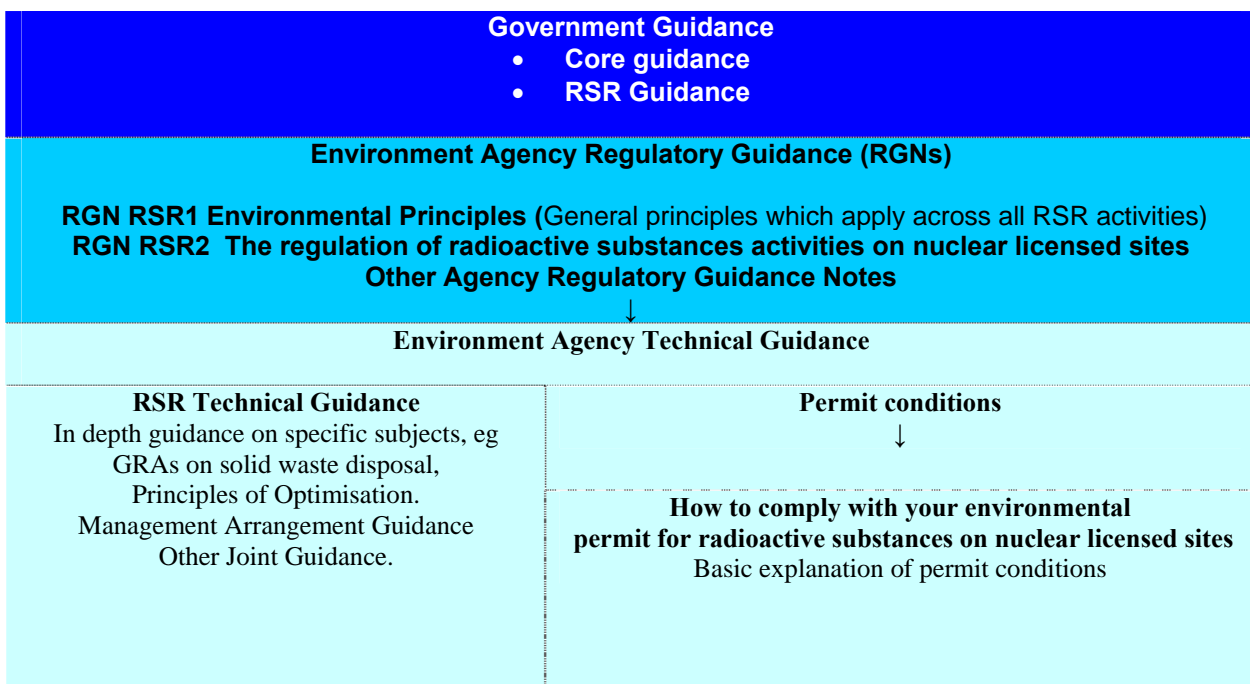 Government Guidance
• Core guidance
• RSR Guidance
Environment Agency Regulatory Guidance (RGNs)
RGN RSR1 Environmental Principles (General principles which apply across all RSR activities)
RGN RSR2 The regulation of radioactive substances activities on nuclear licensed sites
Other Agency Regulatory Guidance Notes
↓
Environment Agency Technical Guidance
RSR Technical Guidance
In depth guidance on specific subjects, eg
GRAs on solid waste disposal,
Principles of Optimisation.
Management Arrangement Guidance
Other Joint Guidance.
Permit conditions
↓
How to comply with your environmental
permit for radioactive substances on nuclear licensed sites
Basic explanation of permit conditions